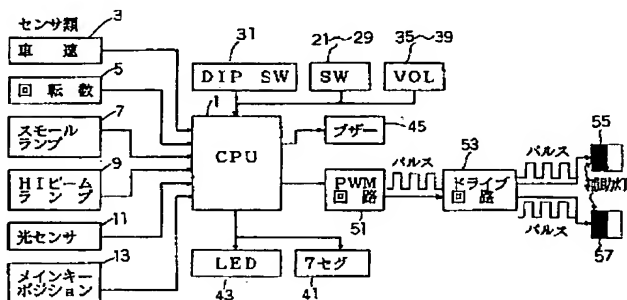 センサ類
3
車速
5
回転数
7
スモール
ランプ
9
HIビーム
ランプ
11
光センサ
13
メインキー
ポジション
31
DIP SW
21~29
SW
35~39
VOL
1
CPU
45
ブザー
PWM
回路
51
パルス
53
ドライブ
回路
パルス
パルス
55
補助灯
57
LED
43
7セグ
41